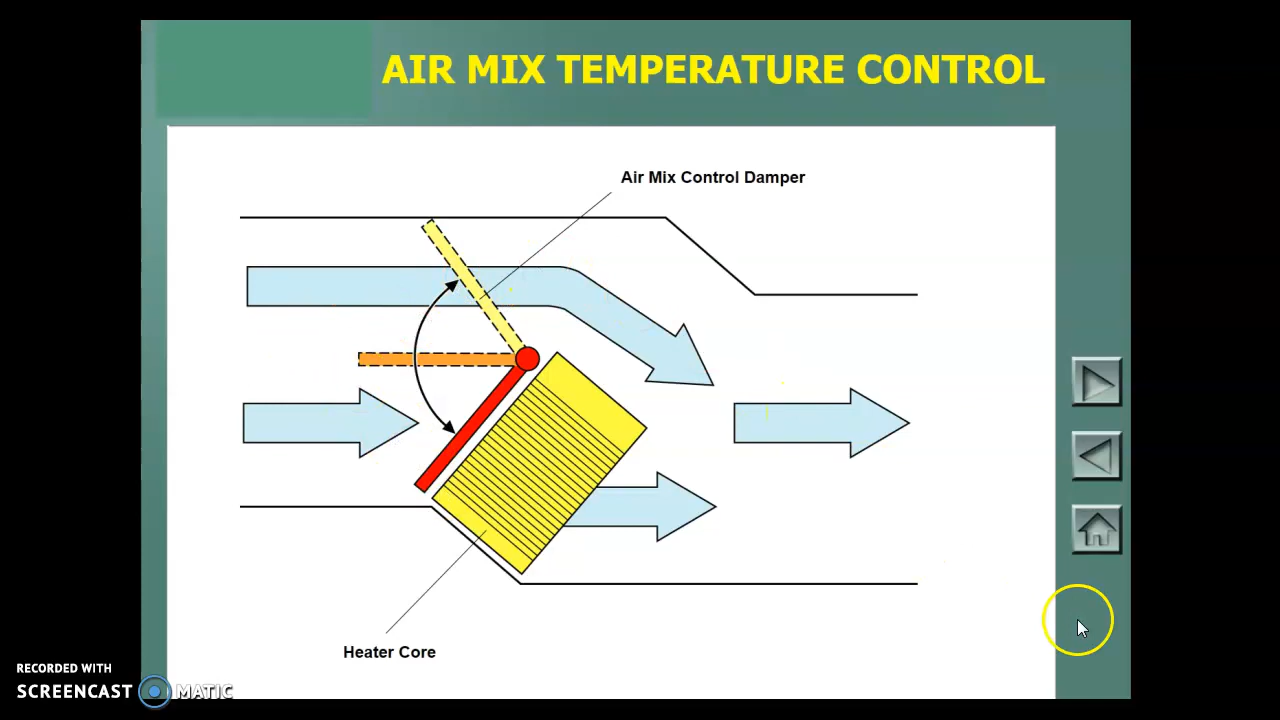 AIR MIX TEMPERATURE CONTROL
Air Mix Control Damper
Heater Core
RECORDED WITH
SCREENCAST MATIC